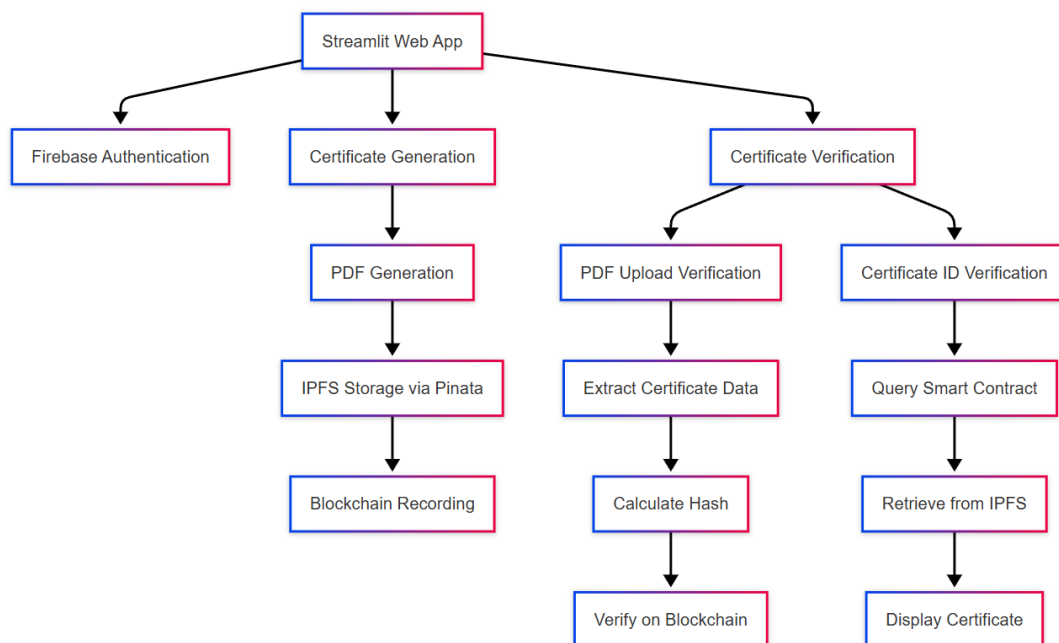 Streamlit Web App
Firebase Authentication
Certificate Generation
Certificate Verification
PDF Generation
PDF Upload Verification
Certificate ID Verification
IPFS Storage via Pinata
Extract Certificate Data
Query Smart Contract
Blockchain Recording
Calculate Hash
Retrieve from IPFS
Verify on Blockchain
Display Certificate